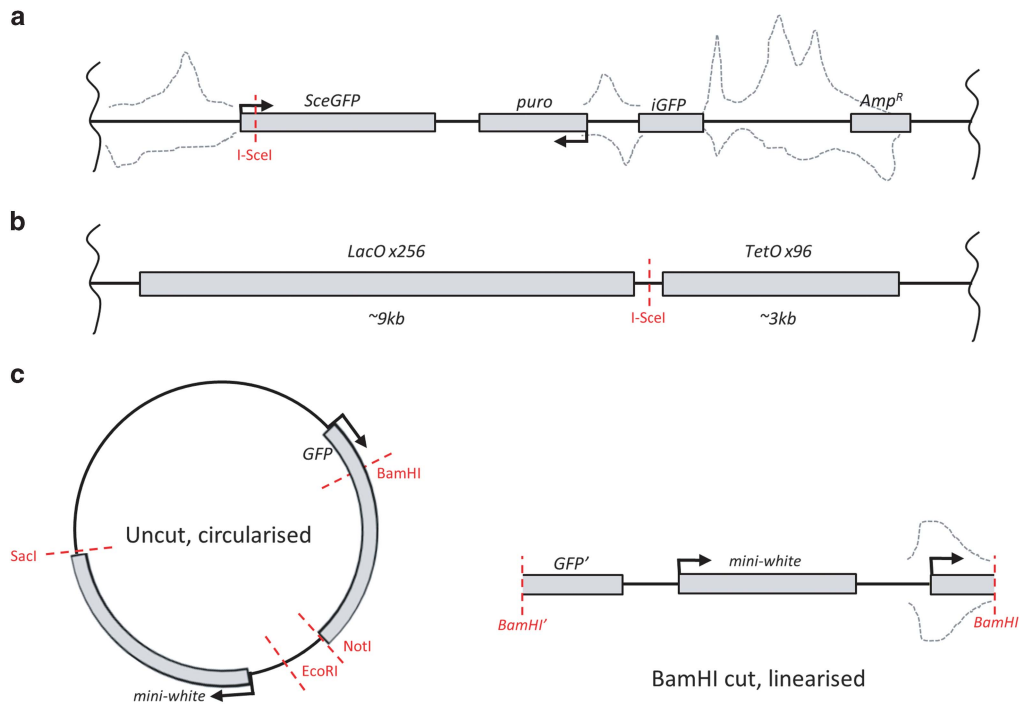 a
SceGFP
puro
iGFP
Amp^R
I-SceI
b
LacO x256
TetO x96
~9kb
I-SceI
~3kb
c
GFP
BamHI
Uncut, circularised
SacI
NotI
EcoRI
mini-white
GFP’
mini-white
BamHI’
BamHI
BamHI cut, linearised